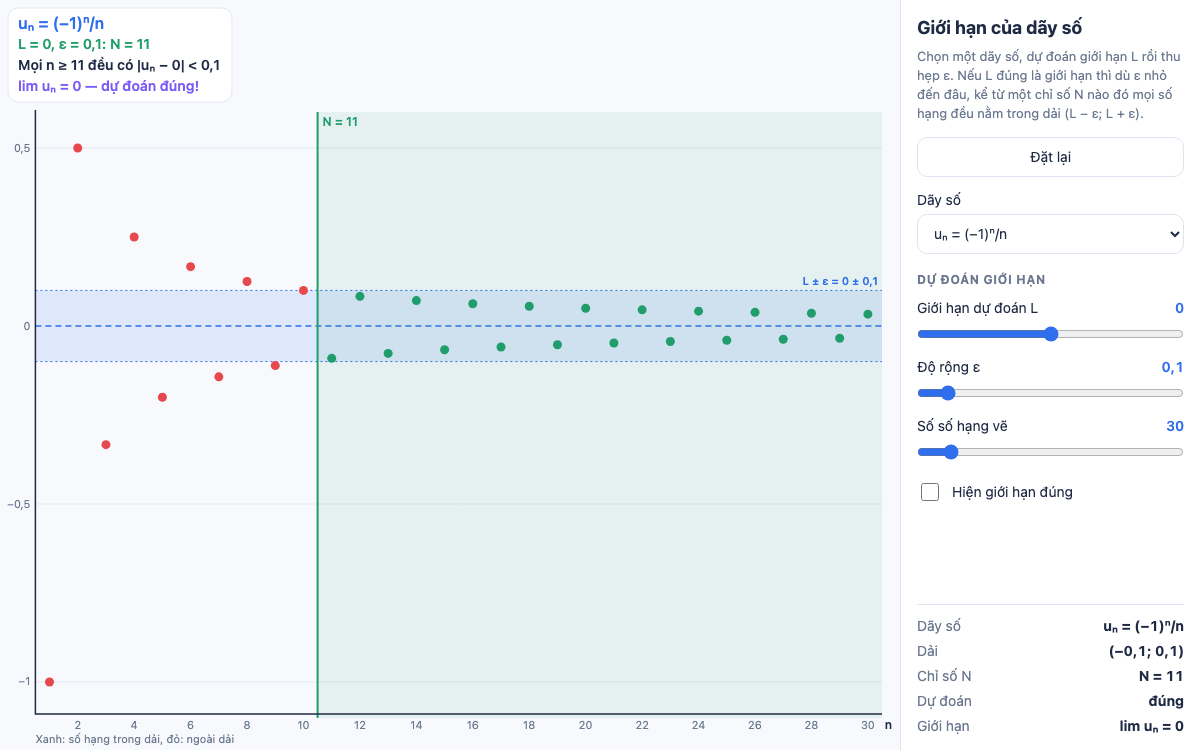 uₙ = (−1)ⁿ/n
L = 0, ε = 0,1: N = 11
Mọi n ≥ 11 đều có |uₙ − 0| < 0,1
lim uₙ = 0 — dự đoán đúng!
N = 11
0,5
L ± ε = 0 ± 0,1
0
−0,5
−1
2 4 6 8 10 12 14 16 18 20 22 24 26 28 30 n
Xanh: số hạng trong dải, đỏ: ngoài dải
Giới hạn của dãy số
Chọn một dãy số, dự đoán giới hạn L rồi thu
hẹp ε. Nếu L đúng là giới hạn thì dù ε nhỏ
đến đâu, kể từ một chỉ số N nào đó mọi số
hạng đều nằm trong dải (L − ε; L + ε).
Đặt lại
Dãy số
uₙ = (−1)ⁿ/n
DỰ ĐOÁN GIỚI HẠN
Giới hạn dự đoán L 0
Độ rộng ε 0,1
Số số hạng vẽ 30
Hiện giới hạn đúng
Dãy số uₙ = (−1)ⁿ/n
Dải (−0,1; 0,1)
Chỉ số N N = 11
Dự đoán đúng
Giới hạn lim uₙ = 0